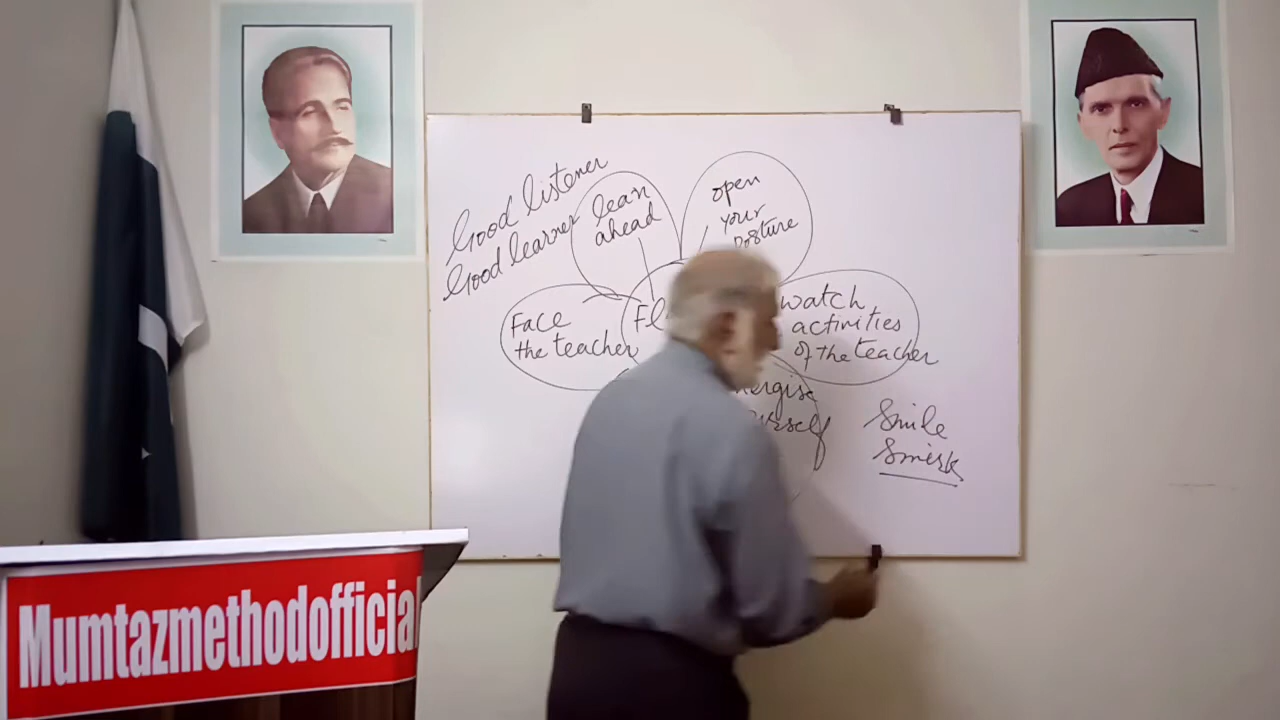 Good listener
Good learner
lean
ahead
open
your
Posture
Face
the teacher
watch
activities
of the teacher
Smile
Smirk
Mumtazmethodofficial